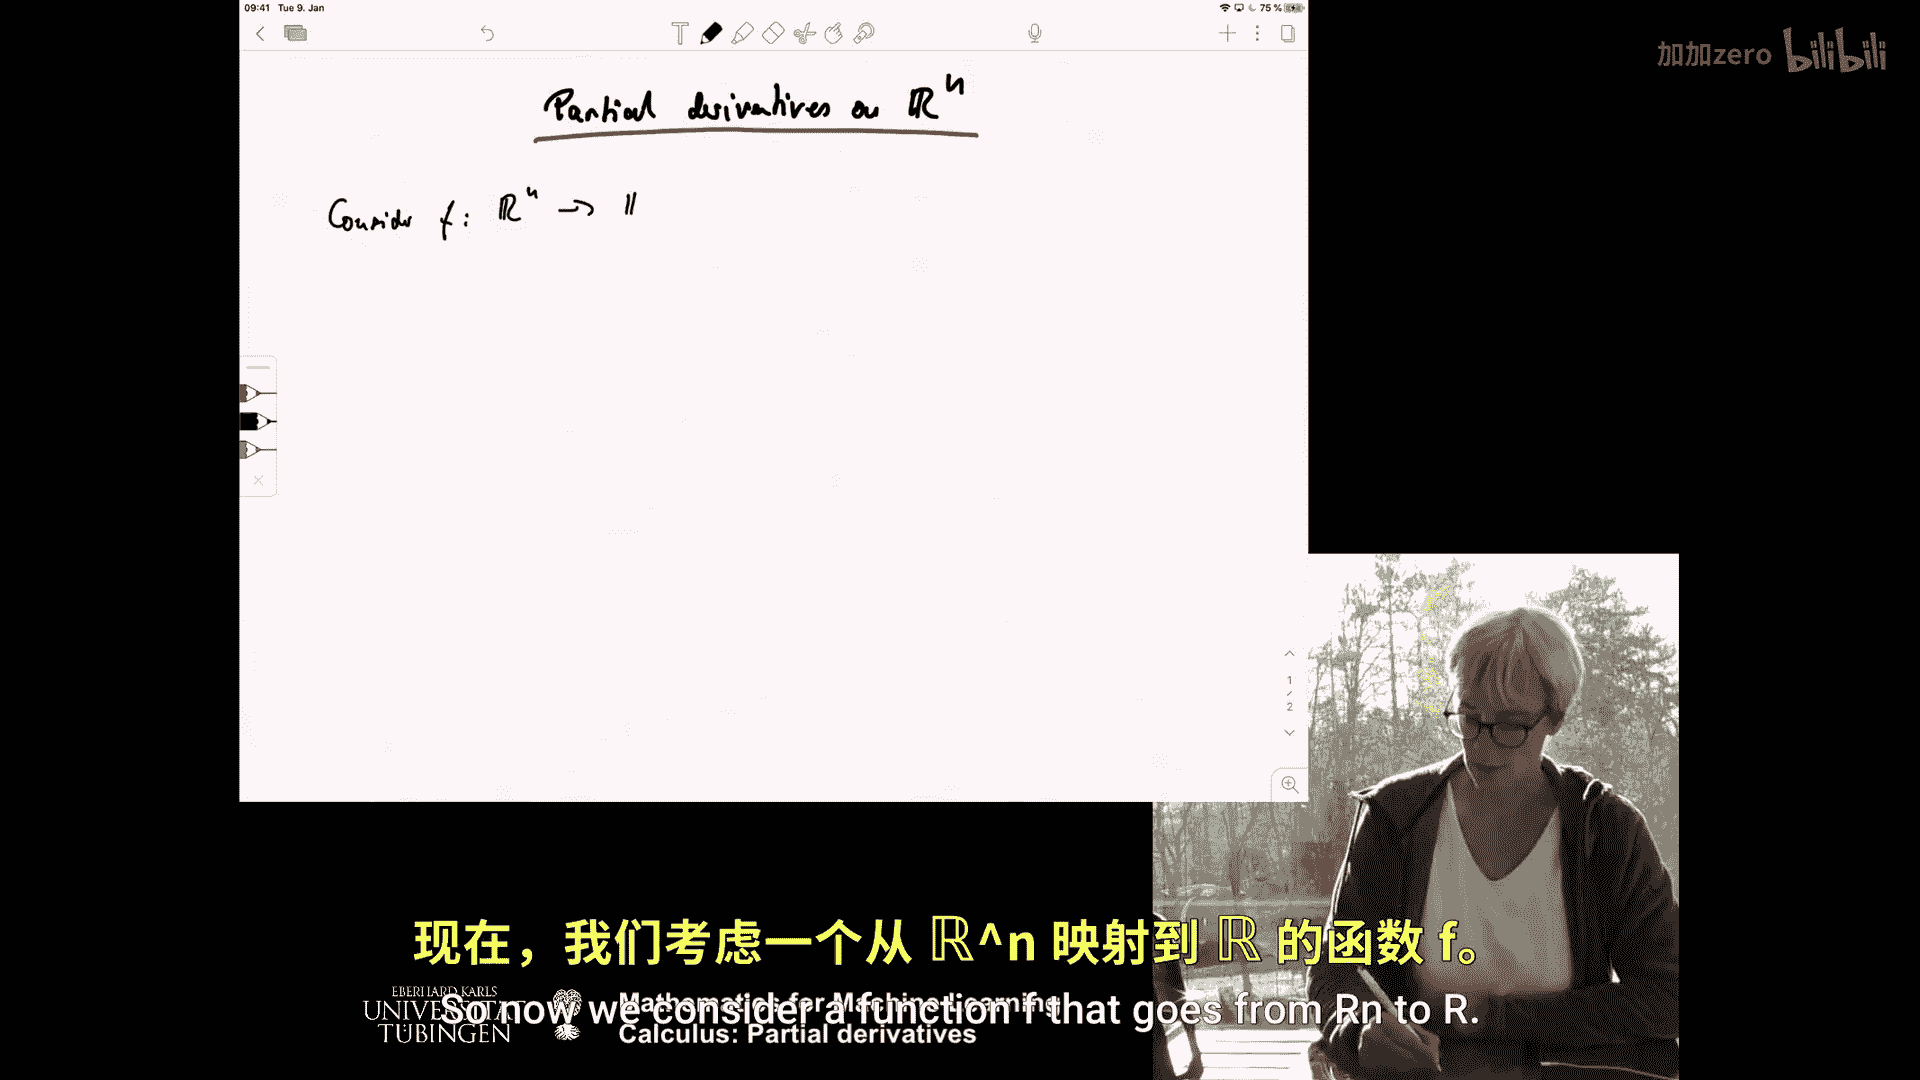 09:41 Tue 9. Jan
75 %
加加zero bilibili
T
Partial derivatives on ℝⁿ
Consider f: ℝⁿ → 
1
2
现在，我们考虑一个从 ℝ^n 映射到 ℝ 的函数 f。
So now we consider a function f that goes from Rn to R.
EBERHARD KARLS
UNIVERSITÄT
TÜBINGEN
Mathematics for Machine Learning
Calculus: Partial derivatives